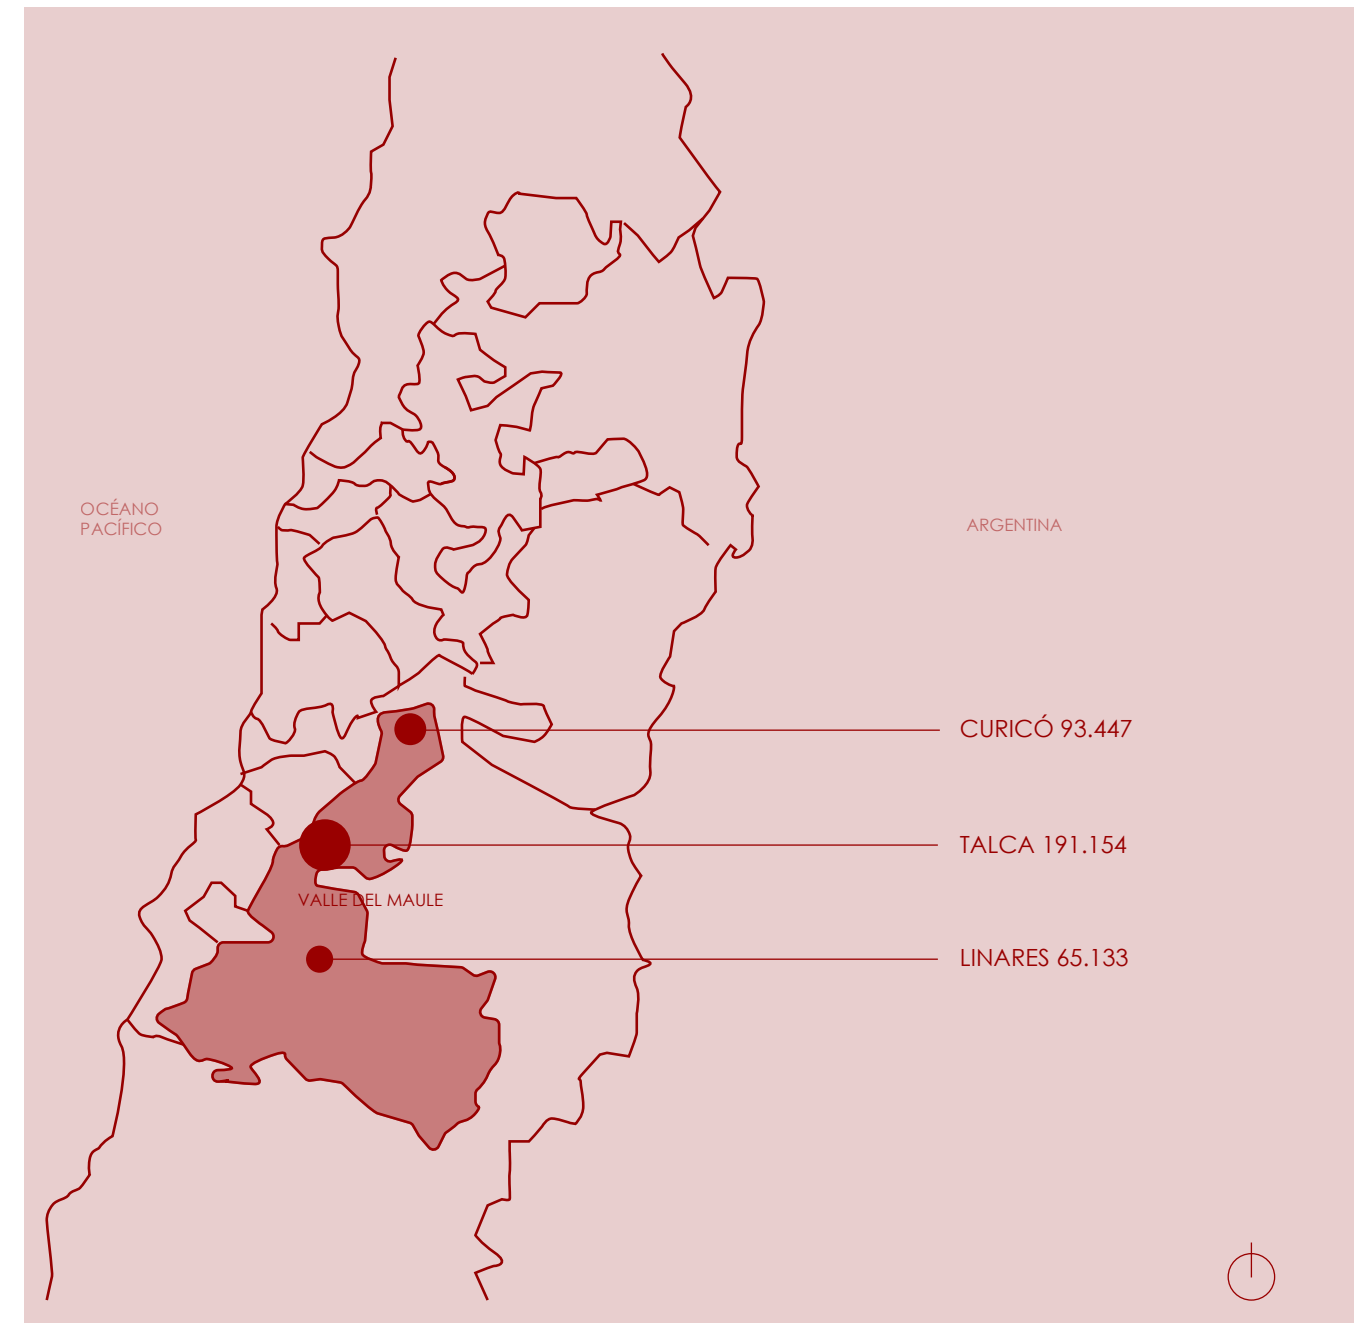 OCÉANO
PACÍFICO
ARGENTINA
CURICÓ 93.447
TALCA 191.154
VALLE DEL MAULE
LINARES 65.133